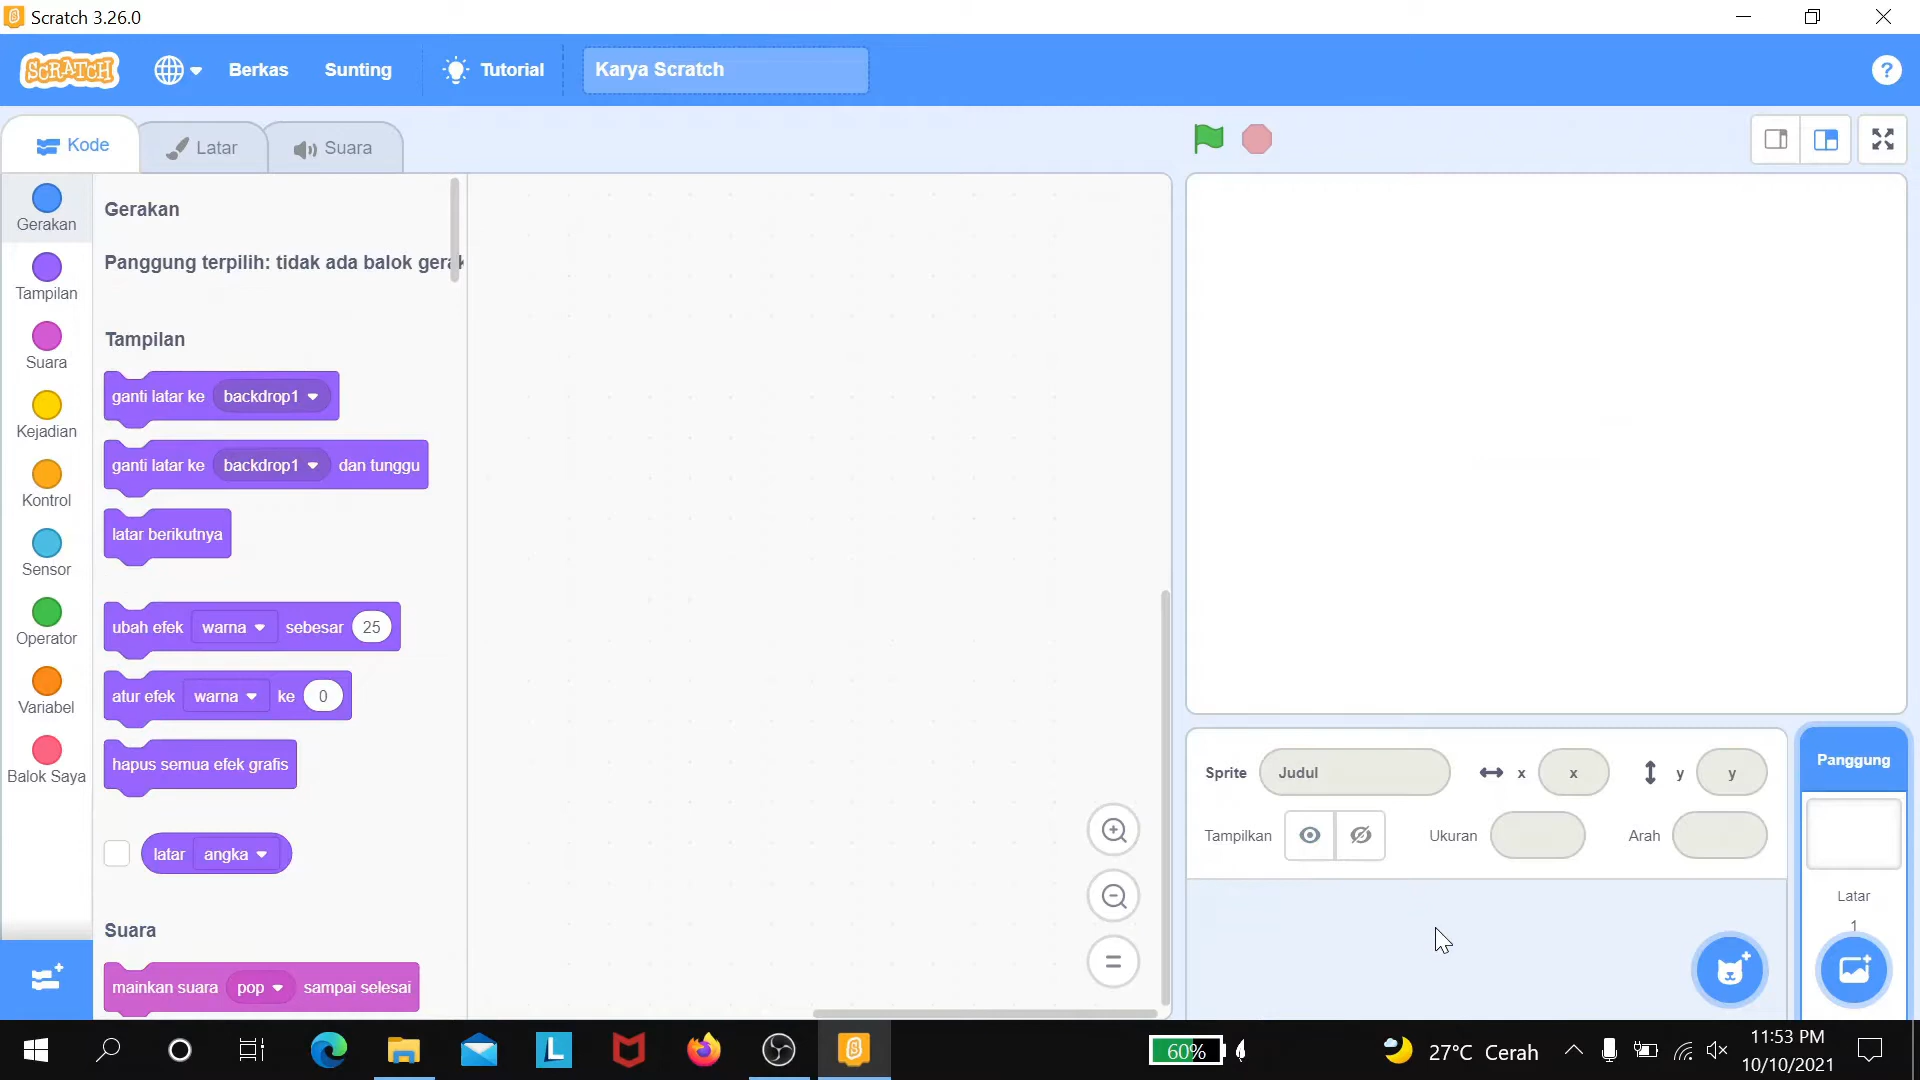 Scratch 3.26.0
SCRATCH
Berkas
Sunting
Tutorial
Karya Scratch
?
Kode
Latar
Suara
Gerakan
Tampilan
Suara
Kejadian
Kontrol
Sensor
Operator
Variabel
Balok Saya
Gerakan
Panggung terpilih: tidak ada balok gerak
Tampilan
ganti latar ke backdrop1
ganti latar ke backdrop1 dan tunggu
latar berikutnya
ubah efek warna sebesar 25
atur efek warna ke 0
hapus semua efek grafis
latar angka
Suara
mainkan suara pop sampai selesai
Sprite Judul x x y y
Tampilkan Ukuran Arah
Panggung
Latar
1
L
60%
27°C Cerah
11:53 PM
10/10/2021